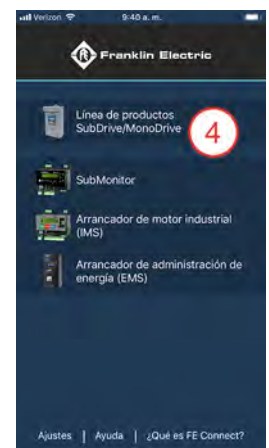 Verizon 9:40 a. m.
Franklin Electric
Línea de productos
SubDrive/MonoDrive
4
SubMonitor
Arrancador de motor industrial
(IMS)
Arrancador de administración de
energía (EMS)
Ajustes | Ayuda | ¿Qué es FE Connect?